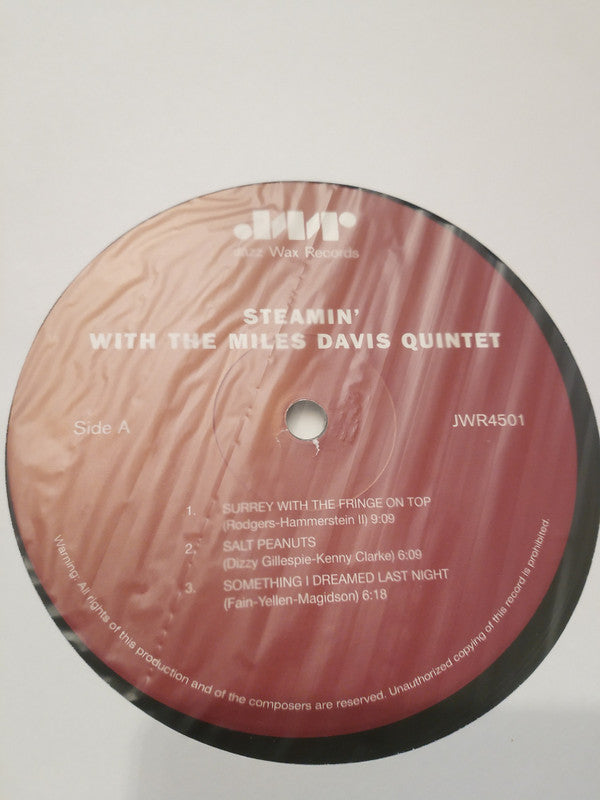 JWR
Jazz Wax Records
STEAMIN'
WITH THE MILES DAVIS QUINTET
Side A
JWR4501
1. SURREY WITH THE FRINGE ON TOP
(Rodgers-Hammerstein II) 9:09
2. SALT PEANUTS
(Dizzy Gillespie-Kenny Clarke) 6:09
3. SOMETHING I DREAMED LAST NIGHT
(Fain-Yellen-Magidson) 6:18
Warning: All rights of this production and of the composers are reserved. Unauthorized copying of this record is prohibited.